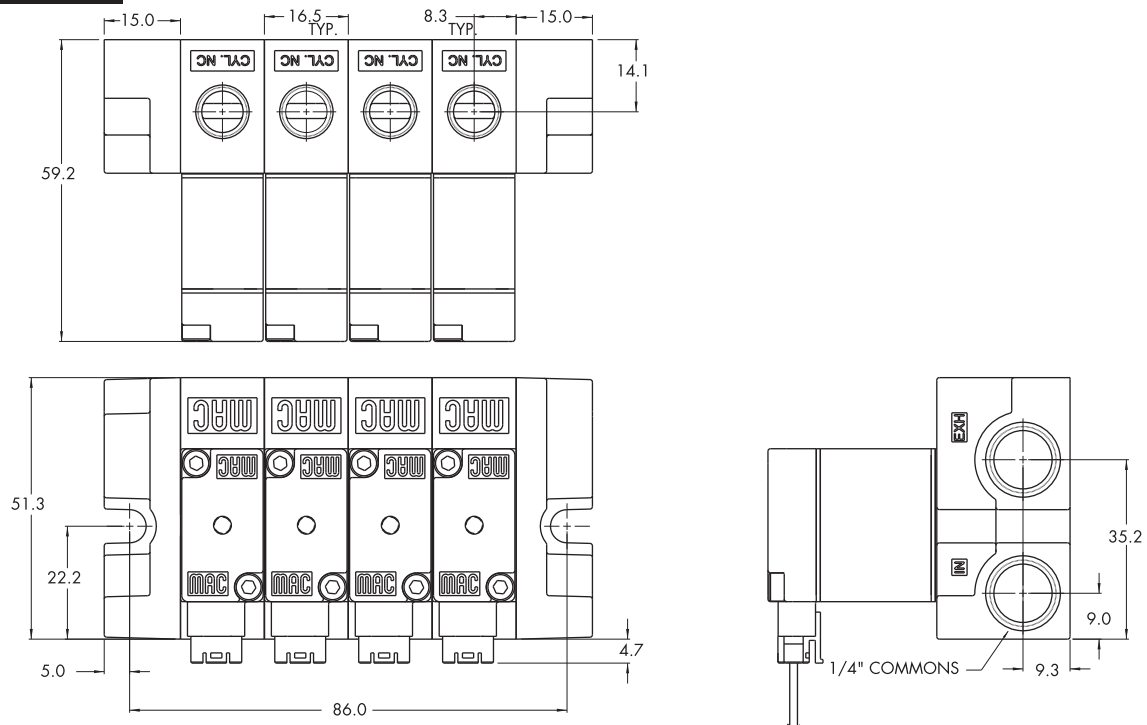 15.0
16.5
TYP.
8.3
TYP.
15.0
CYL. NC
CYL. NC
CYL. NC
CYL. NC
14.1
59.2
MAC
MAC
MAC
MAC
MAC
MAC
MAC
MAC
MAC
MAC
MAC
MAC
51.3
22.2
5.0
86.0
4.7
EXH
IN
35.2
9.0
9.3
1/4" COMMONS